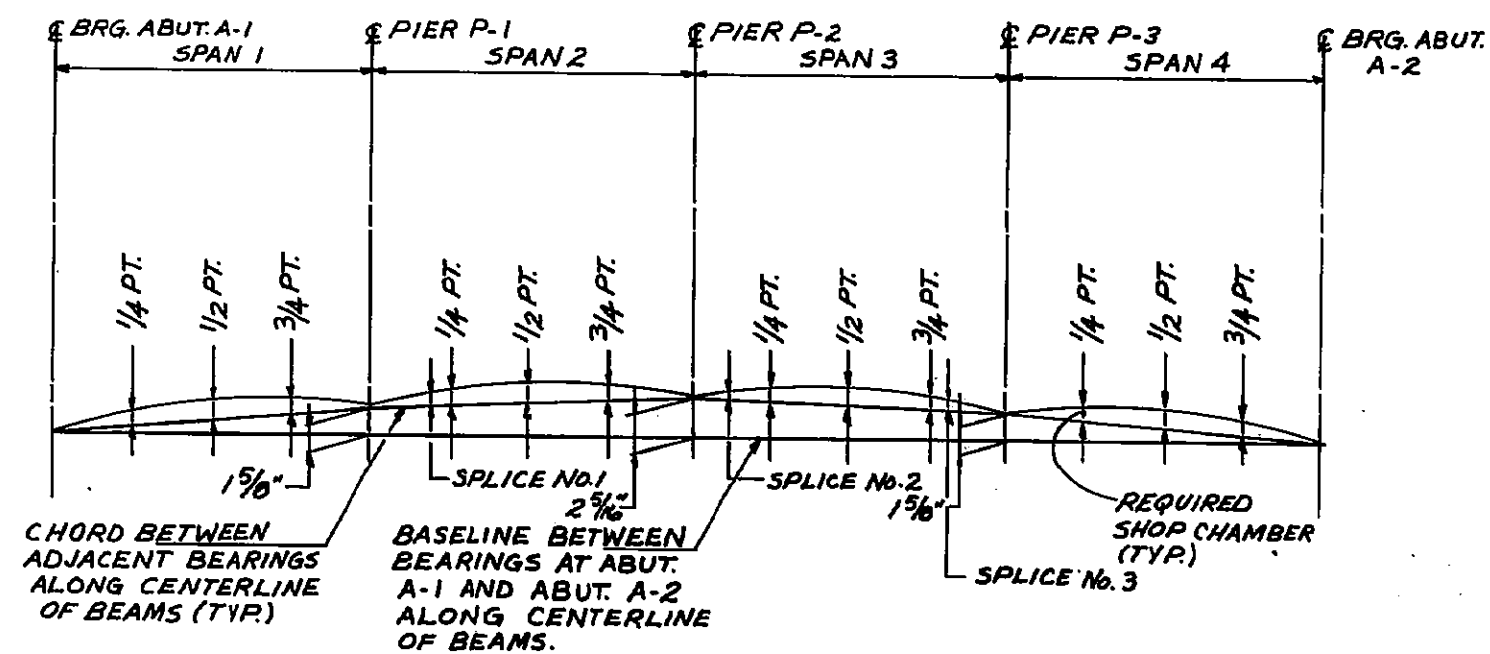 ℄ BRG. ABUT. A-1
SPAN 1
℄ PIER P-1
SPAN 2
℄ PIER P-2
SPAN 3
℄ PIER P-3
SPAN 4
℄ BRG. ABUT.
A-2
1/4 PT.
1/2 PT.
3/4 PT.
1/4 PT.
1/2 PT.
3/4 PT.
1/4 PT.
1/2 PT.
3/4 PT.
1/4 PT.
1/2 PT.
3/4 PT.
1 5/8"
SPLICE NO.1
2 5/16"
SPLICE No.2
1 5/8"
SPLICE No. 3
CHORD BETWEEN
ADJACENT BEARINGS
ALONG CENTERLINE
OF BEAMS (TYP.)
BASELINE BETWEEN
BEARINGS AT ABUT.
A-1 AND ABUT. A-2
ALONG CENTERLINE
OF BEAMS.
REQUIRED
SHOP CHAMBER
(TYP.)